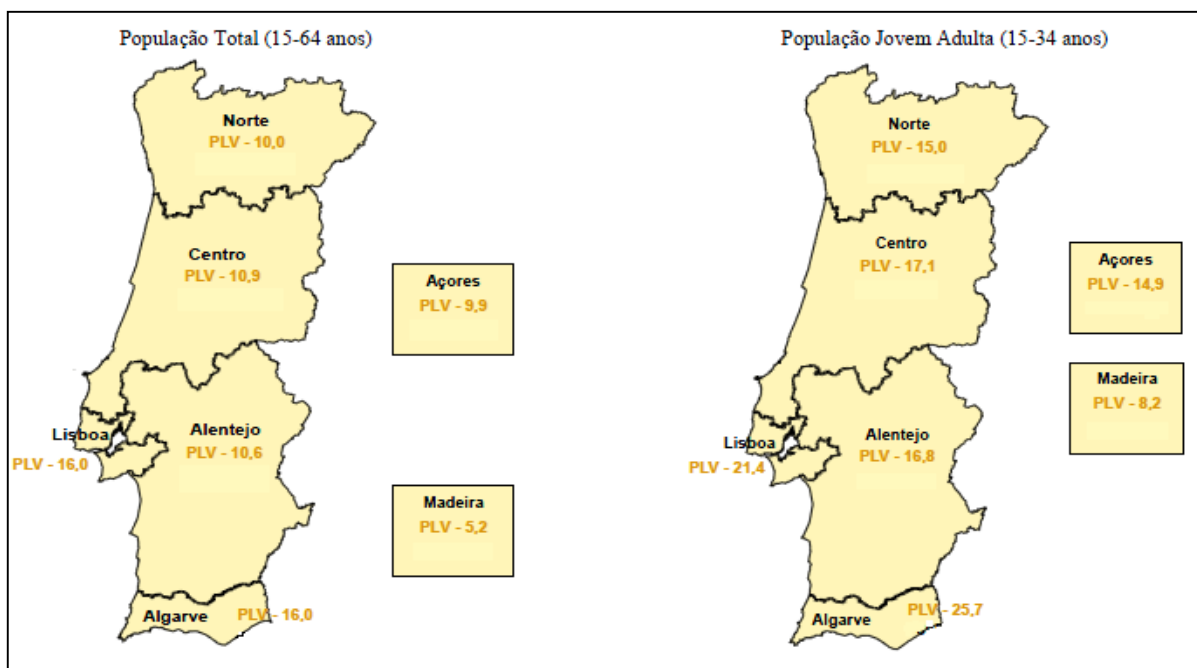 População Total (15-64 anos)
Norte
PLV - 10,0
Centro
PLV - 10,9
Açores
PLV - 9,9
Lisboa
PLV - 16,0
Alentejo
PLV - 10,6
Madeira
PLV - 5,2
Algarve
PLV - 16,0
População Jovem Adulta (15-34 anos)
Norte
PLV - 15,0
Centro
PLV - 17,1
Açores
PLV - 14,9
Madeira
PLV - 8,2
Lisboa
PLV - 21,4
Alentejo
PLV - 16,8
Algarve
PLV - 25,7